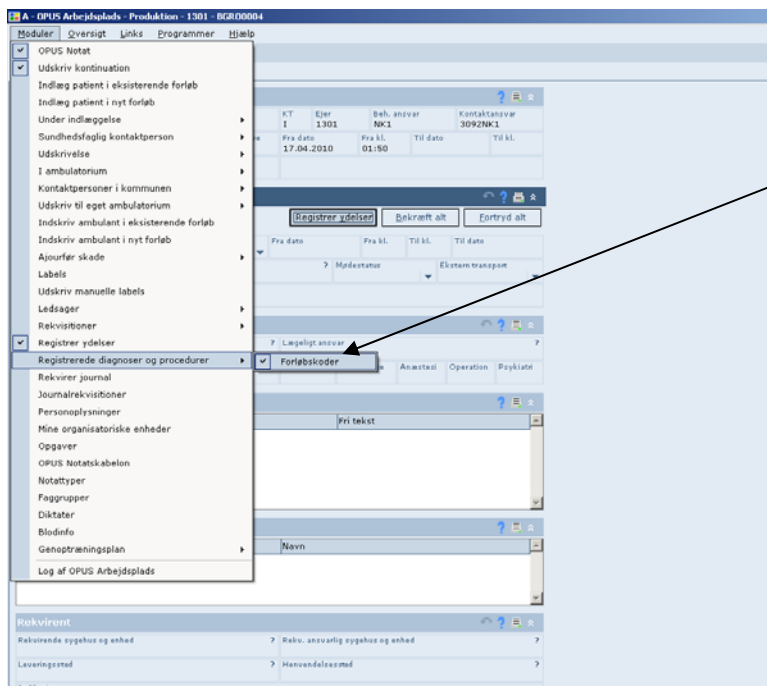 A - OPUS Arbejdsplads - Produktion - 1301 - BGR00004
Moduler Oversigt Links Programmer Hjælp
OPUS Notat
Udskriv kontinuation
Indlæg patient i eksisterende forløb
Indlæg patient i nyt forløb
Under indlæggelse
Sundhedsfaglig kontaktperson
Udskrivelse
I ambulatorium
Kontaktpersoner i kommunen
Udskriv til eget ambulatorium
Indskriv ambulant i eksisterende forløb
Indskriv ambulant i nyt forløb
Ajourfør skade
Labels
Udskriv manuelle labels
Ledsager
Rekvisitioner
Registrer ydelser
Registrerede diagnoser og procedurer
Rekvirer journal
Journalrekvisitioner
Personoplysninger
Mine organisatoriske enheder
Opgaver
OPUS Notatskabelon
Notattyper
Faggrupper
Diktater
Blodinfo
Genoptræningsplan
Log af OPUS Arbejdsplads
Forløbskoder
KT Ejer Beh. ansvar Kontaktansvar
I 1301 NK1 3092NK1
Fra dato Fra kl. Til dato Til kl.
17.04.2010 01:50
Registrer ydelser Bekræft alt Fortryd alt
Fra dato Fra kl. Til kl. Til dato
? Mødestatus Ekstern transport
? Lægeligt ansvar ?
Anæstesi Operation Psykiatri
Fri tekst
Navn
Rekvirent
Rekvirende sygehus og enhed ? Rekv. ansvarlig sygehus og enhed ?
Leveringssted ? Henvendelsessted ?